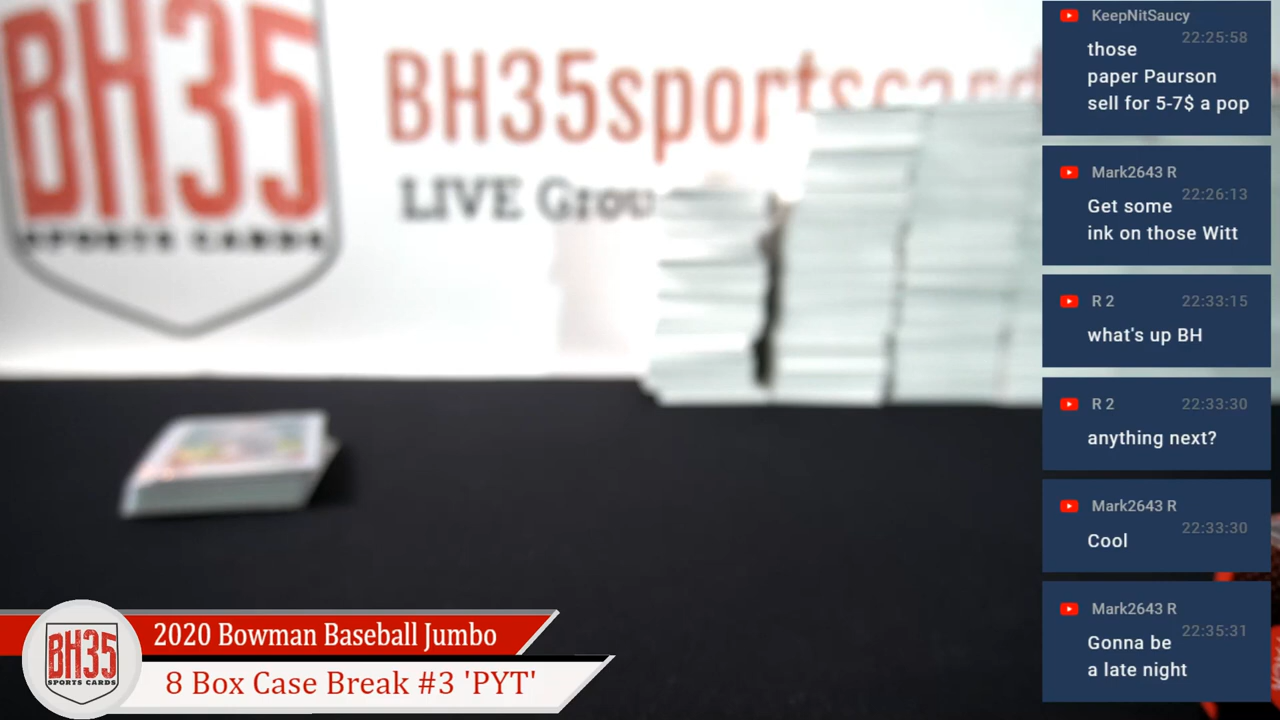 BH35
SPORTS CARDS
BH35sportscard
LIVE Grou
KeepNitSaucy
22:25:58
those
paper Paurson
sell for 5-7$ a pop
Mark2643 R
22:26:13
Get some
ink on those Witt
R 2 22:33:15
what's up BH
R 2 22:33:30
anything next?
Mark2643 R
22:33:30
Cool
Mark2643 R
22:35:31
Gonna be
a late night
2020 Bowman Baseball Jumbo
8 Box Case Break #3 'PYT'
BH35
SPORTS CARDS